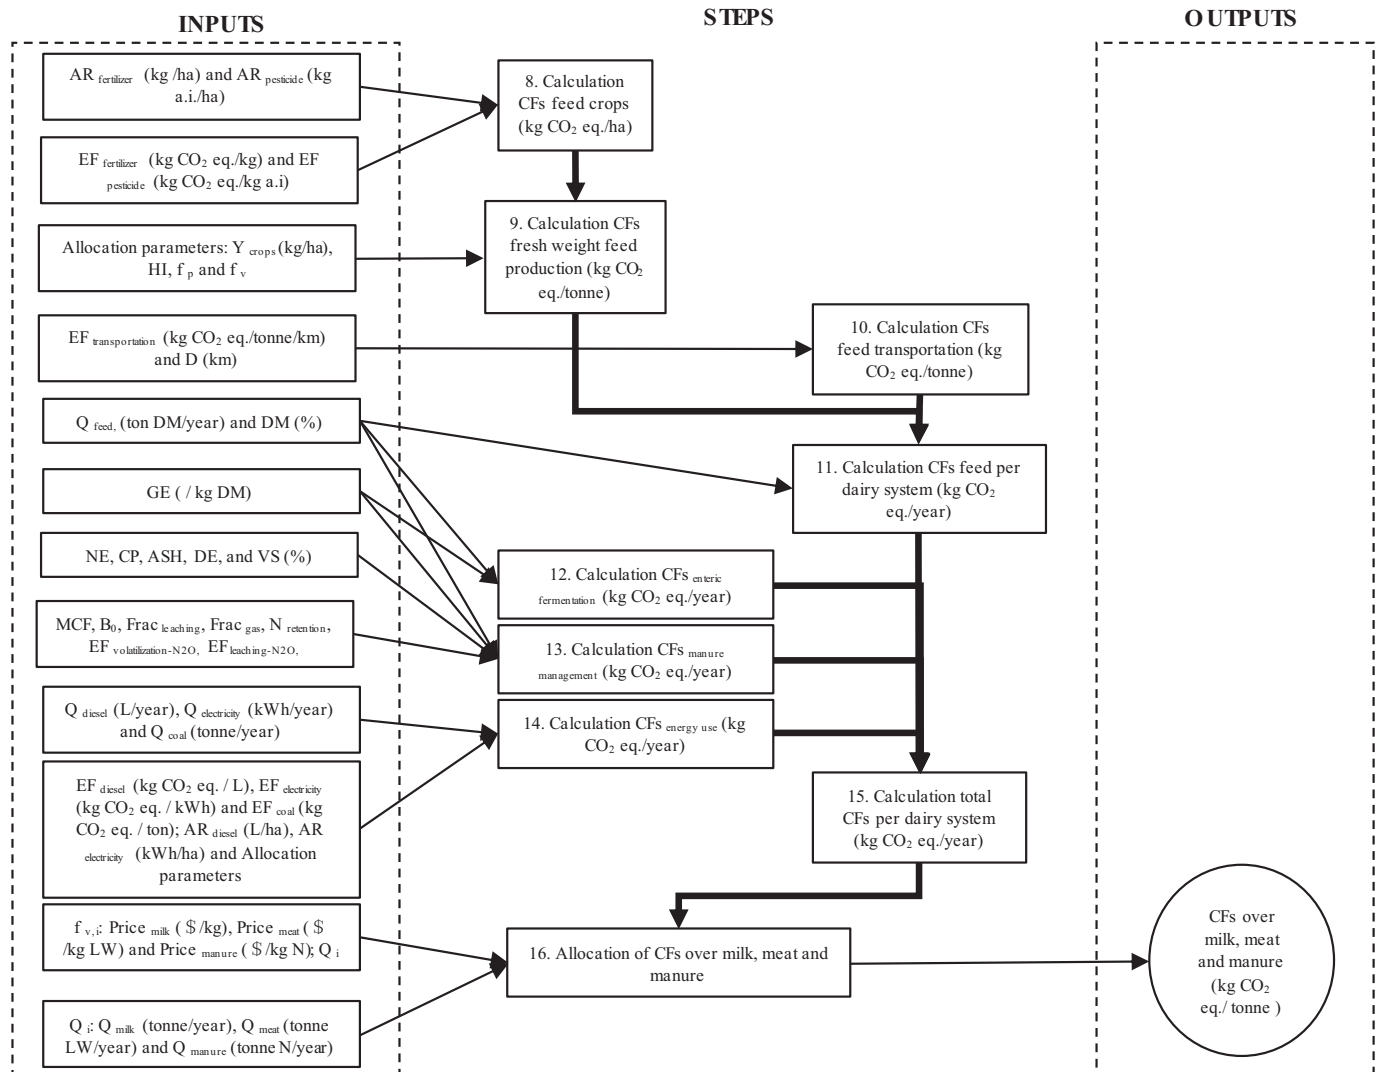 INPUTS
STEPS
OUTPUTS
AR fertilizer (kg /ha) and AR pesticide (kg
a.i./ha)
EF fertilizer (kg CO2 eq./kg) and EF
pesticide (kg CO2 eq./kg a.i)
Allocation parameters: Y crops (kg/ha),
HI, f p and f v
EF transportation (kg CO2 eq./tonne/km)
and D (km)
Q feed, (ton DM/year) and DM (%)
GE ( / kg DM)
NE, CP, ASH, DE, and VS (%)
MCF, B0, Frac leaching, Frac gas, N retention,
EF volatilization-N2O, EF leaching-N2O,
Q diesel (L/year), Q electricity (kWh/year)
and Q coal (tonne/year)
EF diesel (kg CO2 eq. / L), EF electricity
(kg CO2 eq. / kWh) and EF coal (kg
CO2 eq. / ton); AR diesel (L/ha), AR
electricity (kWh/ha) and Allocation
parameters
f v,i: Price milk ( $/kg), Price meat ( $
/kg LW) and Price manure ( $/kg N); Q i
Q i: Q milk (tonne/year), Q meat (tonne
LW/year) and Q manure (tonne N/year)
8. Calculation
CFs feed crops
(kg CO2 eq./ha)
9. Calculation CFs
fresh weight feed
production (kg CO2
eq./tonne)
10. Calculation CFs
feed transportation (kg
CO2 eq./tonne)
11. Calculation CFs feed per
dairy system (kg CO2
eq./year)
12. Calculation CFs enteric
fermentation (kg CO2 eq./year)
13. Calculation CFs manure
management (kg CO2 eq./year)
14. Calculation CFs energy use (kg
CO2 eq./year)
15. Calculation total
CFs per dairy system
(kg CO2 eq./year)
16. Allocation of CFs over milk, meat and
manure
CFs over
milk, meat
and manure
(kg CO2
eq./ tonne )